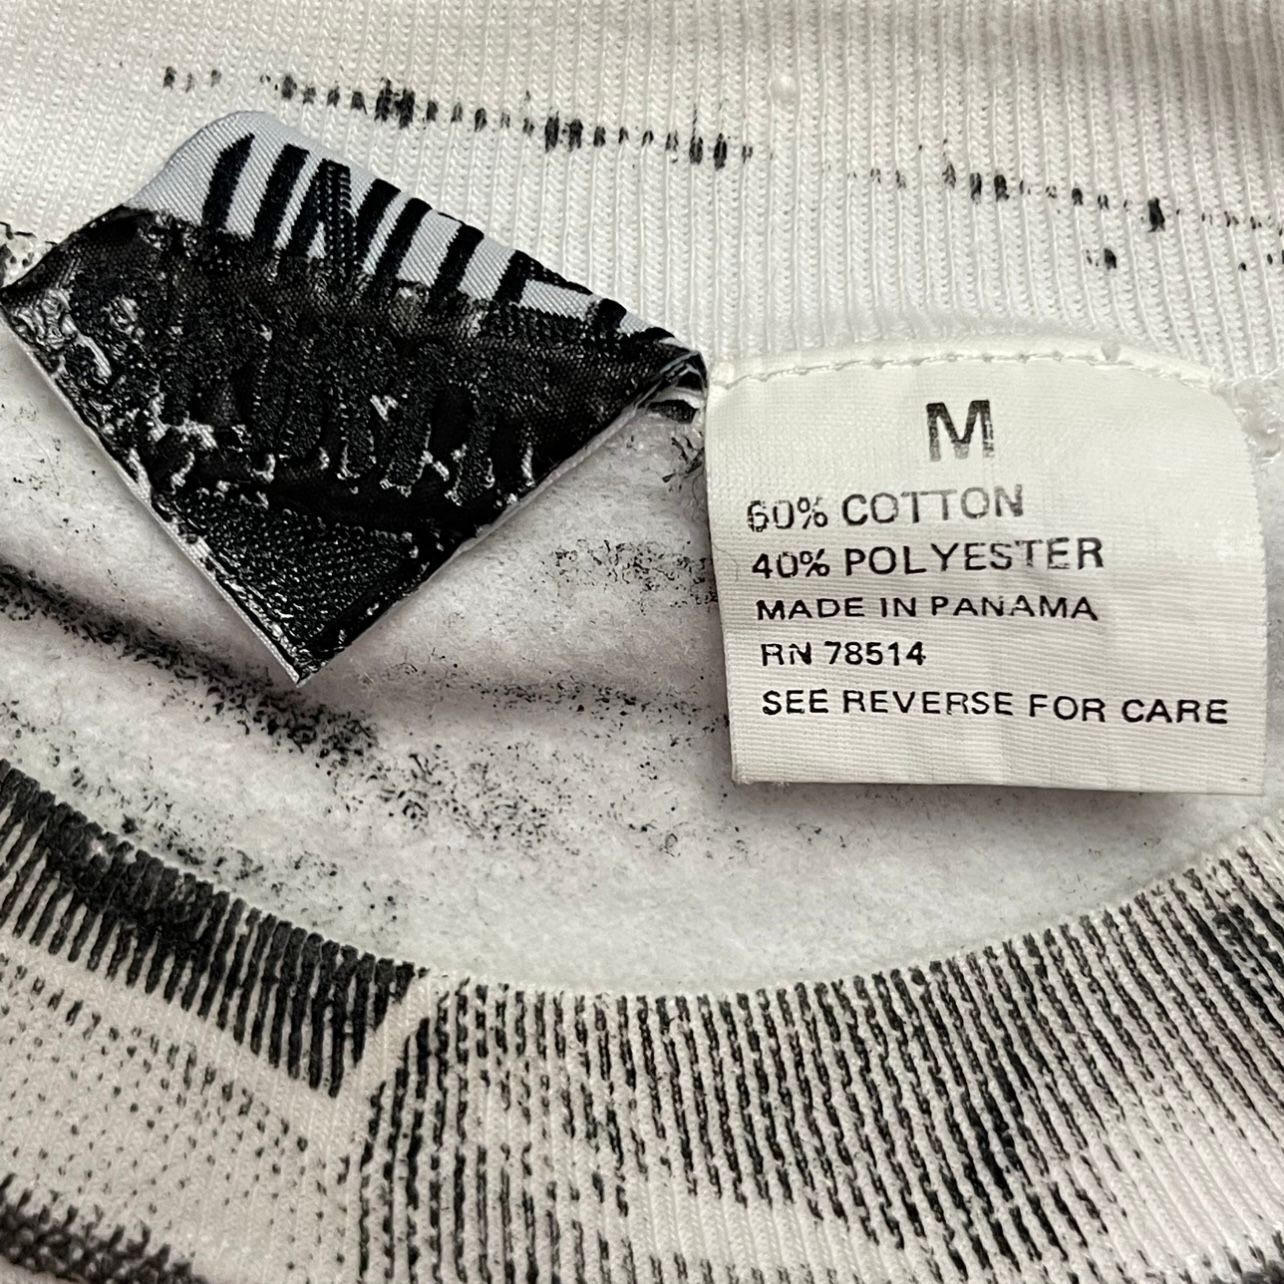 M
60% COTTON
40% POLYESTER
MADE IN PANAMA
RN 78514
SEE REVERSE FOR CARE